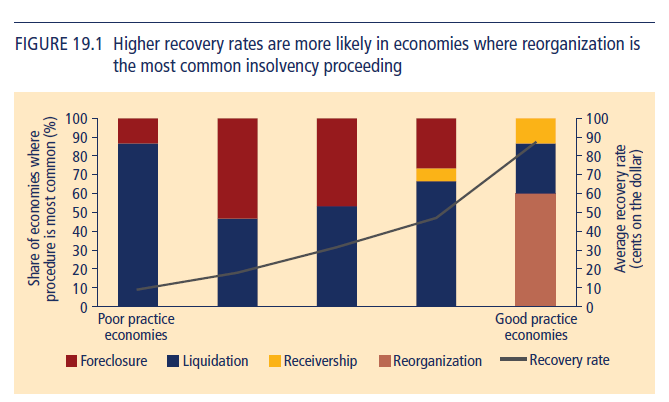 FIGURE 19.1 Higher recovery rates are more likely in economies where reorganization is
the most common insolvency proceeding
Share of economies where
procedure is most common (%)
100
90
80
70
60
50
40
30
20
10
0
100
90
80
70
60
50
40
30
20
10
0
Average recovery rate
(cents on the dollar)
Poor practice
economies
Good practice
economies
Foreclosure Liquidation Receivership Reorganization Recovery rate